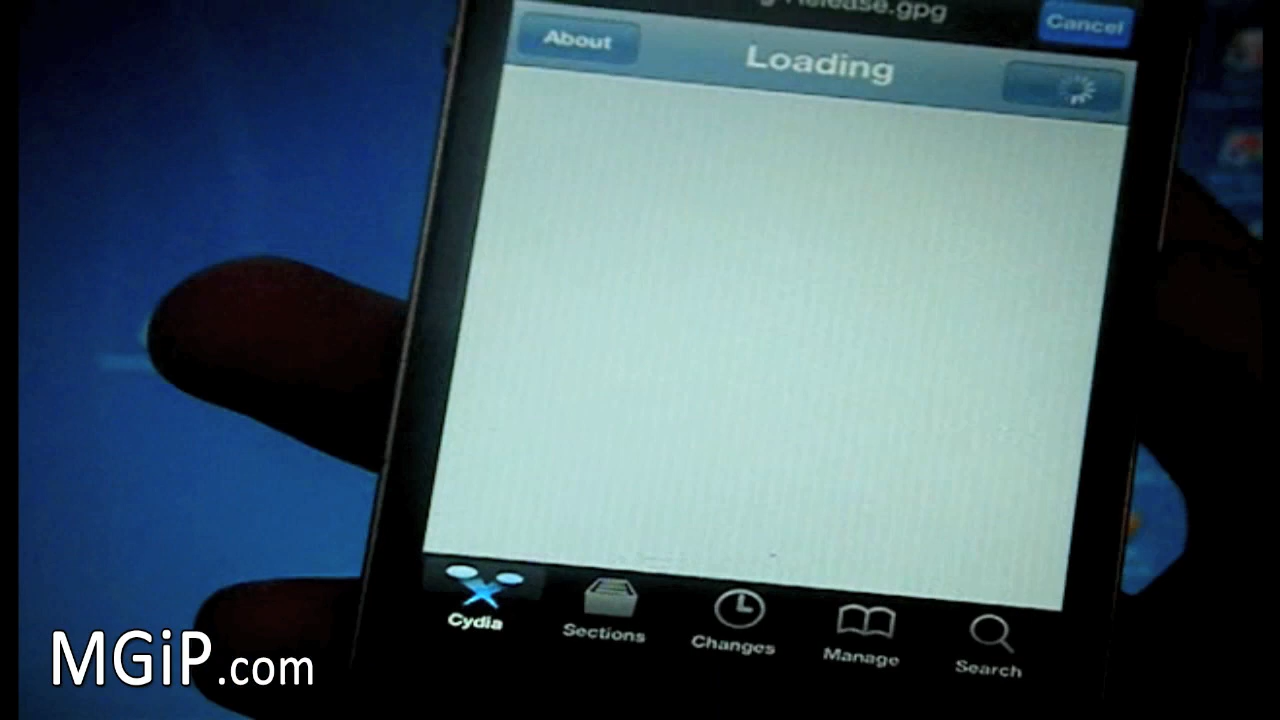 Release.gpg
Cancel
About
Loading
Cydia
Sections
Changes
Manage
Search
MGiP.com